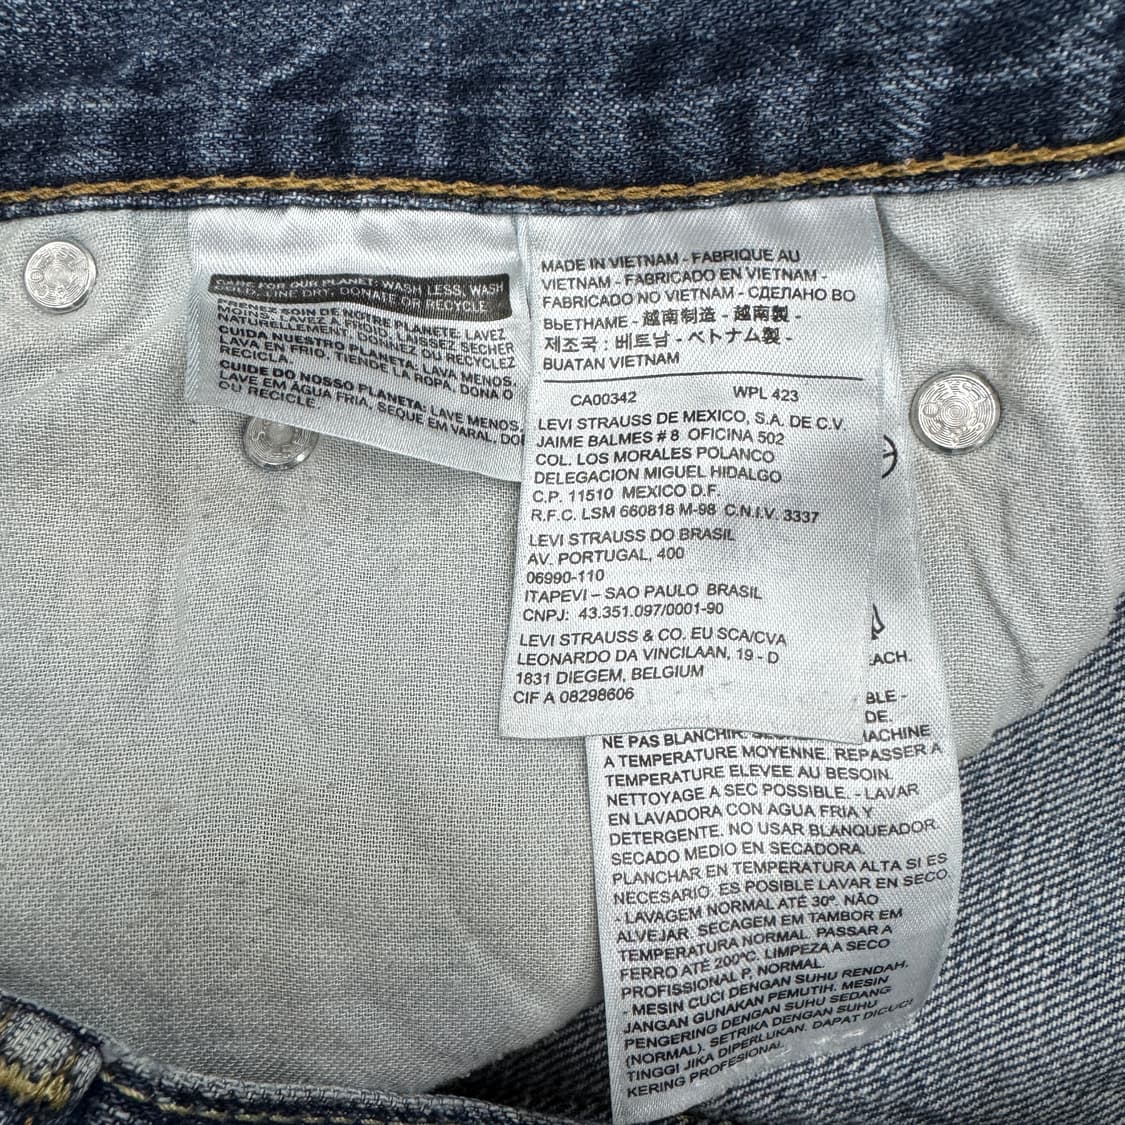 CARE FOR OUR PLANET: WASH LESS, WASH
LINE DRY, DONATE OR RECYCLE.
PRENEZ SOIN DE NOTRE PLANETE: LAVEZ
MOINS, LAVEZ FROID, LAISSEZ SECHER
NATURELLEMENT, DONNEZ OU RECYCLEZ
CUIDA NUESTRO PLANETA: LAVA MENOS,
LAVA EN FRIO, TIENDE LA ROPA, DONA O
RECICLA.
CUIDE DO NOSSO PLANETA: LAVE MENOS,
LAVE EM ÁGUA FRIA, SEQUE EM VARAL, DOE
OU RECICLE
MADE IN VIETNAM - FABRIQUE AU
VIETNAM - FABRICADO EN VIETNAM -
FABRICADO NO VIETNAM - СДЕЛАНО ВО
ВЬЕТНАМЕ - 越南制造 - 越南製 -
제조국 : 베트남 - ベトナム製 -
BUATAN VIETNAM
CA00342 WPL 423
LEVI STRAUSS DE MEXICO, S.A. DE C.V.
JAIME BALMES # 8 OFICINA 502
COL. LOS MORALES POLANCO
DELEGACION MIGUEL HIDALGO
C.P. 11510 MEXICO D.F.
R.F.C. LSM 660818 M-98 C.N.I.V. 3337
LEVI STRAUSS DO BRASIL
AV. PORTUGAL, 400
06990-110
ITAPEVI – SAO PAULO BRASIL
CNPJ: 43.351.097/0001-90
LEVI STRAUSS & CO. EU SCA/CVA
LEONARDO DA VINCILAAN, 19 - D
1831 DIEGEM, BELGIUM
CIF A 08298606
ACH.
BLE -
DE.
NE PAS BLANCHIR. MACHINE
A TEMPERATURE MOYENNE. REPASSER A
TEMPERATURE ELEVEE AU BESOIN.
NETTOYAGE A SEC POSSIBLE. - LAVAR
EN LAVADORA CON AGUA FRIA Y
DETERGENTE. NO USAR BLANQUEADOR.
SECADO MEDIO EN SECADORA.
PLANCHAR EN TEMPERATURA ALTA SI ES
NECESARIO. ES POSIBLE LAVAR EN SECO.
- LAVAGEM NORMAL ATÉ 30°. NÃO
ALVEJAR. SECAGEM EM TAMBOR EM
TEMPERATURA NORMAL. PASSAR A
FERRO ATÉ 200°C. LIMPEZA A SECO
PROFISSIONAL P, NORMAL.
- MESIN CUCI DENGAN SUHU RENDAH.
JANGAN GUNAKAN PEMUTIH. MESIN
PENGERING DENGAN SUHU SEDANG
(NORMAL). SETRIKA DENGAN SUHU
TINGGI JIKA DIPERLUKAN. DAPAT DICUCI
KERING PROFESIONAL.